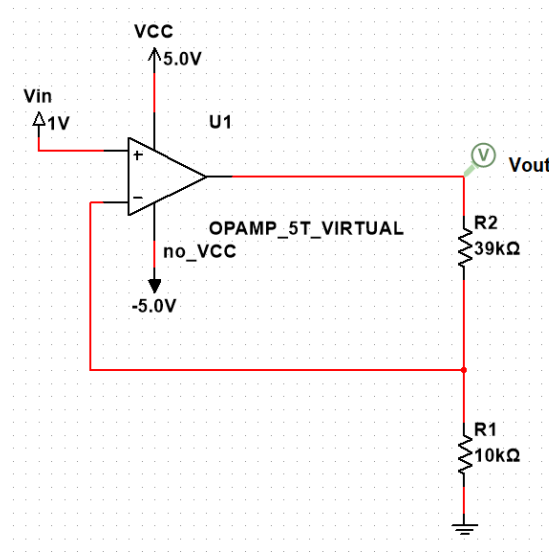 VCC
5.0V
Vin
1V
U1
+
−
V
Vout
OPAMP_5T_VIRTUAL
no_VCC
-5.0V
R2
39kΩ
R1
10kΩ